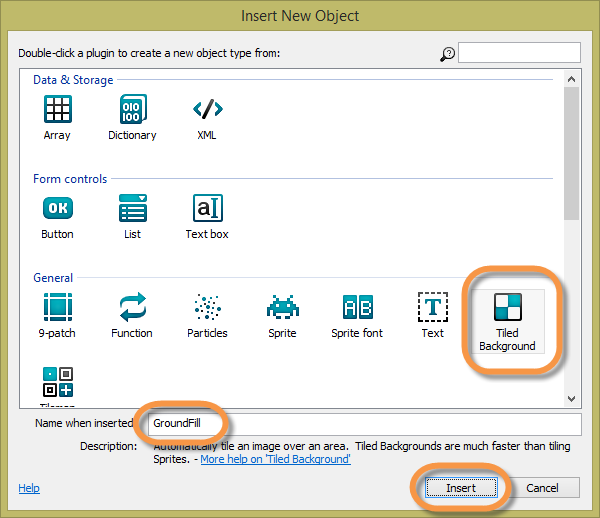 Insert New Object
Double-click a plugin to create a new object type from:
Data & Storage
Array Dictionary XML
Form controls
Button List Text box
General
9-patch Function Particles Sprite Sprite font Text Tiled Background
Name when inserted GroundFill
Description: Automatically tile an image over an area. Tiled Backgrounds are much faster than tiling
Sprites. - More help on 'Tiled Background'
Help Insert Cancel